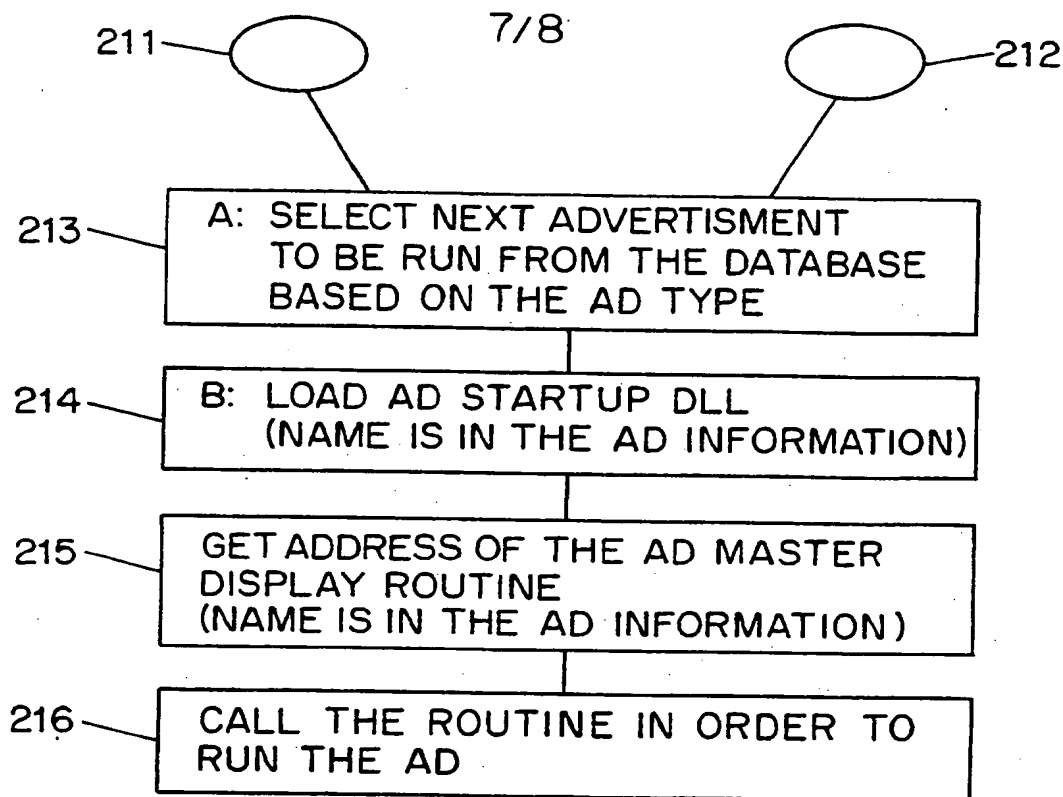 7/8
211
212
213
A: SELECT NEXT ADVERTISMENT
TO BE RUN FROM THE DATABASE
BASED ON THE AD TYPE
214
B: LOAD AD STARTUP DLL
(NAME IS IN THE AD INFORMATION)
215
GET ADDRESS OF THE AD MASTER
DISPLAY ROUTINE
(NAME IS IN THE AD INFORMATION)
216
CALL THE ROUTINE IN ORDER TO
RUN THE AD